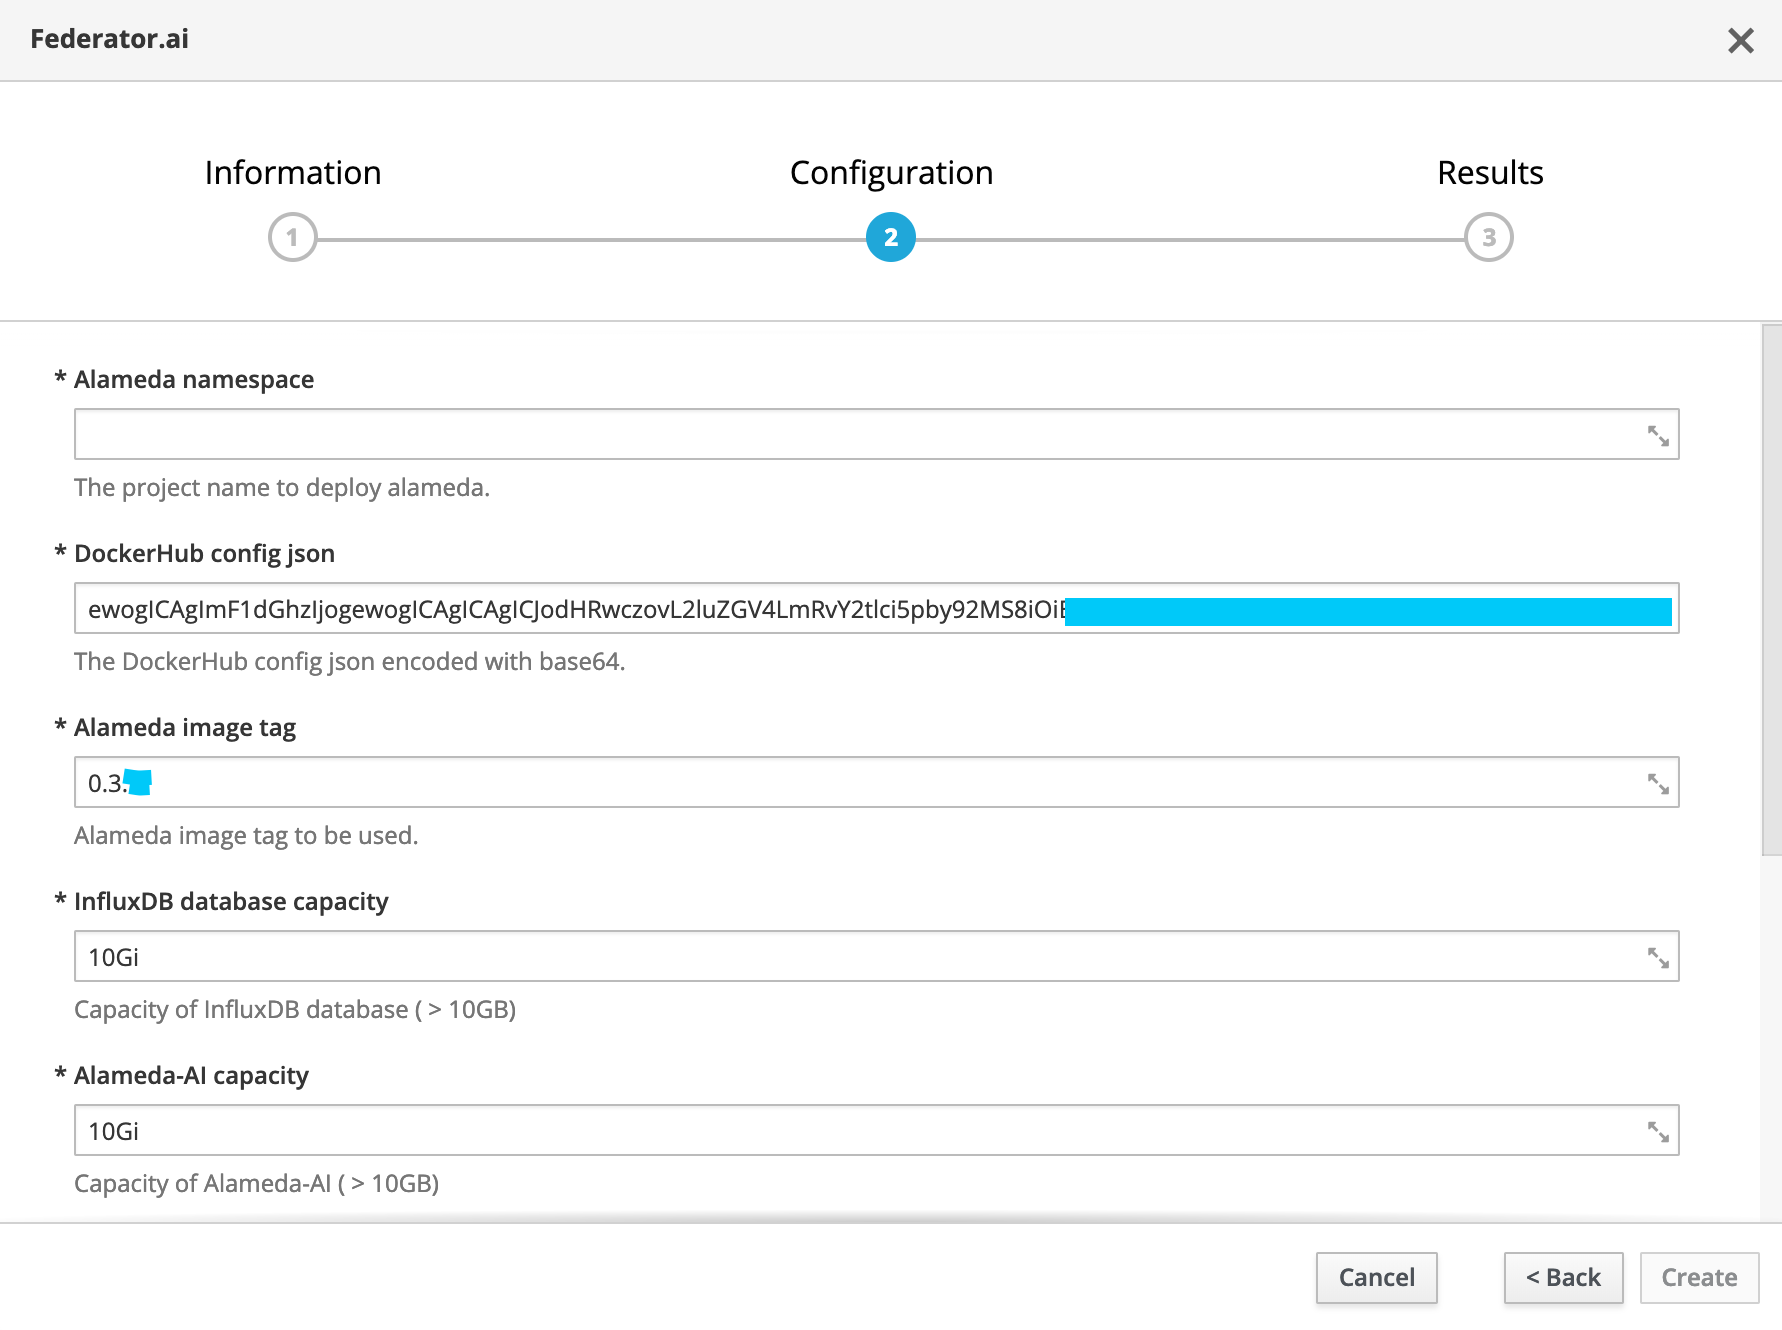 Federator.ai
Information Configuration Results
1 2 3
* Alameda namespace
The project name to deploy alameda.
* DockerHub config json
ewogICAgImF1dGhzIjogewogICAgICAgICJodHRwczovL2luZGV4LmRvY2tlci5pby92MS8iOiB
The DockerHub config json encoded with base64.
* Alameda image tag
0.3.
Alameda image tag to be used.
* InfluxDB database capacity
10Gi
Capacity of InfluxDB database ( > 10GB)
* Alameda-AI capacity
10Gi
Capacity of Alameda-AI ( > 10GB)
Cancel < Back Create